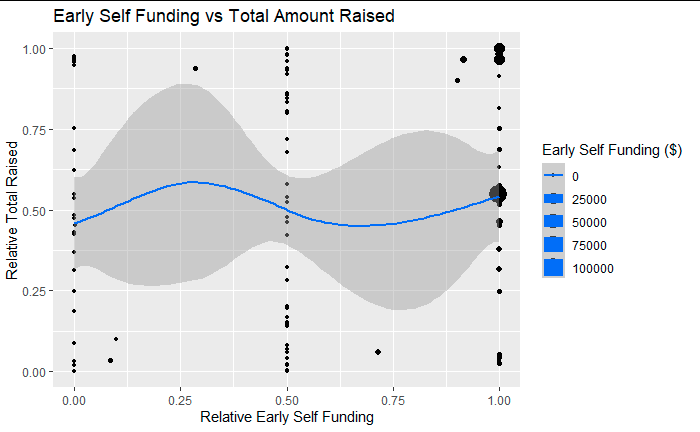 Early Self Funding vs Total Amount Raised
1.00
0.75
0.50
0.25
0.00
Relative Total Raised
0.00 0.25 0.50 0.75 1.00
Relative Early Self Funding
Early Self Funding ($)
0
25000
50000
75000
100000